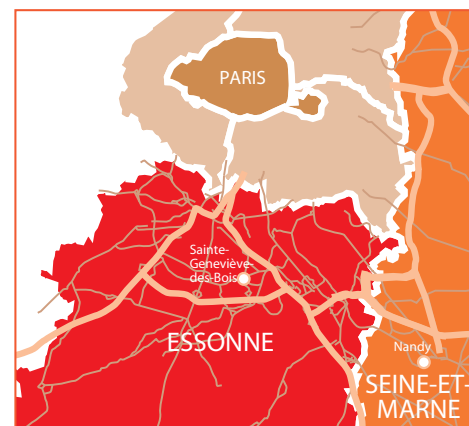 PARIS
Sainte-
Geneviève-
des-Bois
ESSONNE
Nandy
SEINE-ET-
MARNE